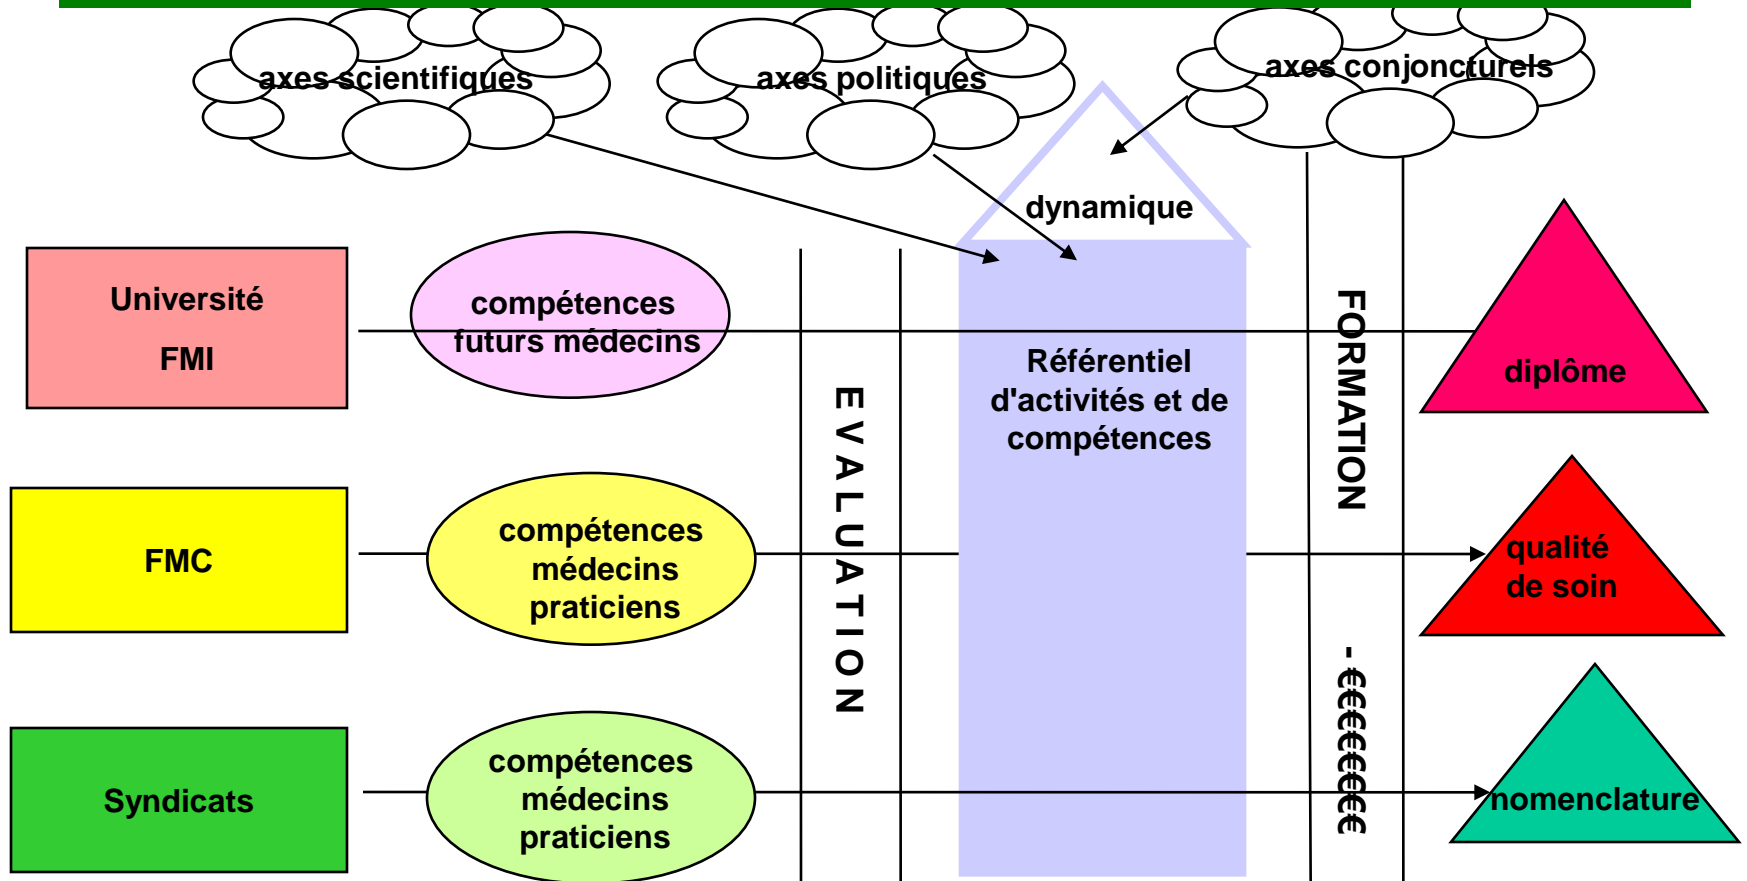 axes scientifiques
axes politiques
axes conjoncturels
dynamique
Université
FMI
compétences
futurs médecins
EVALUATION
Référentiel
d'activités et de
compétences
FORMATION
- €€€€€€€€
diplôme
FMC
compétences
médecins
praticiens
qualité
de soin
Syndicats
compétences
médecins
praticiens
nomenclature